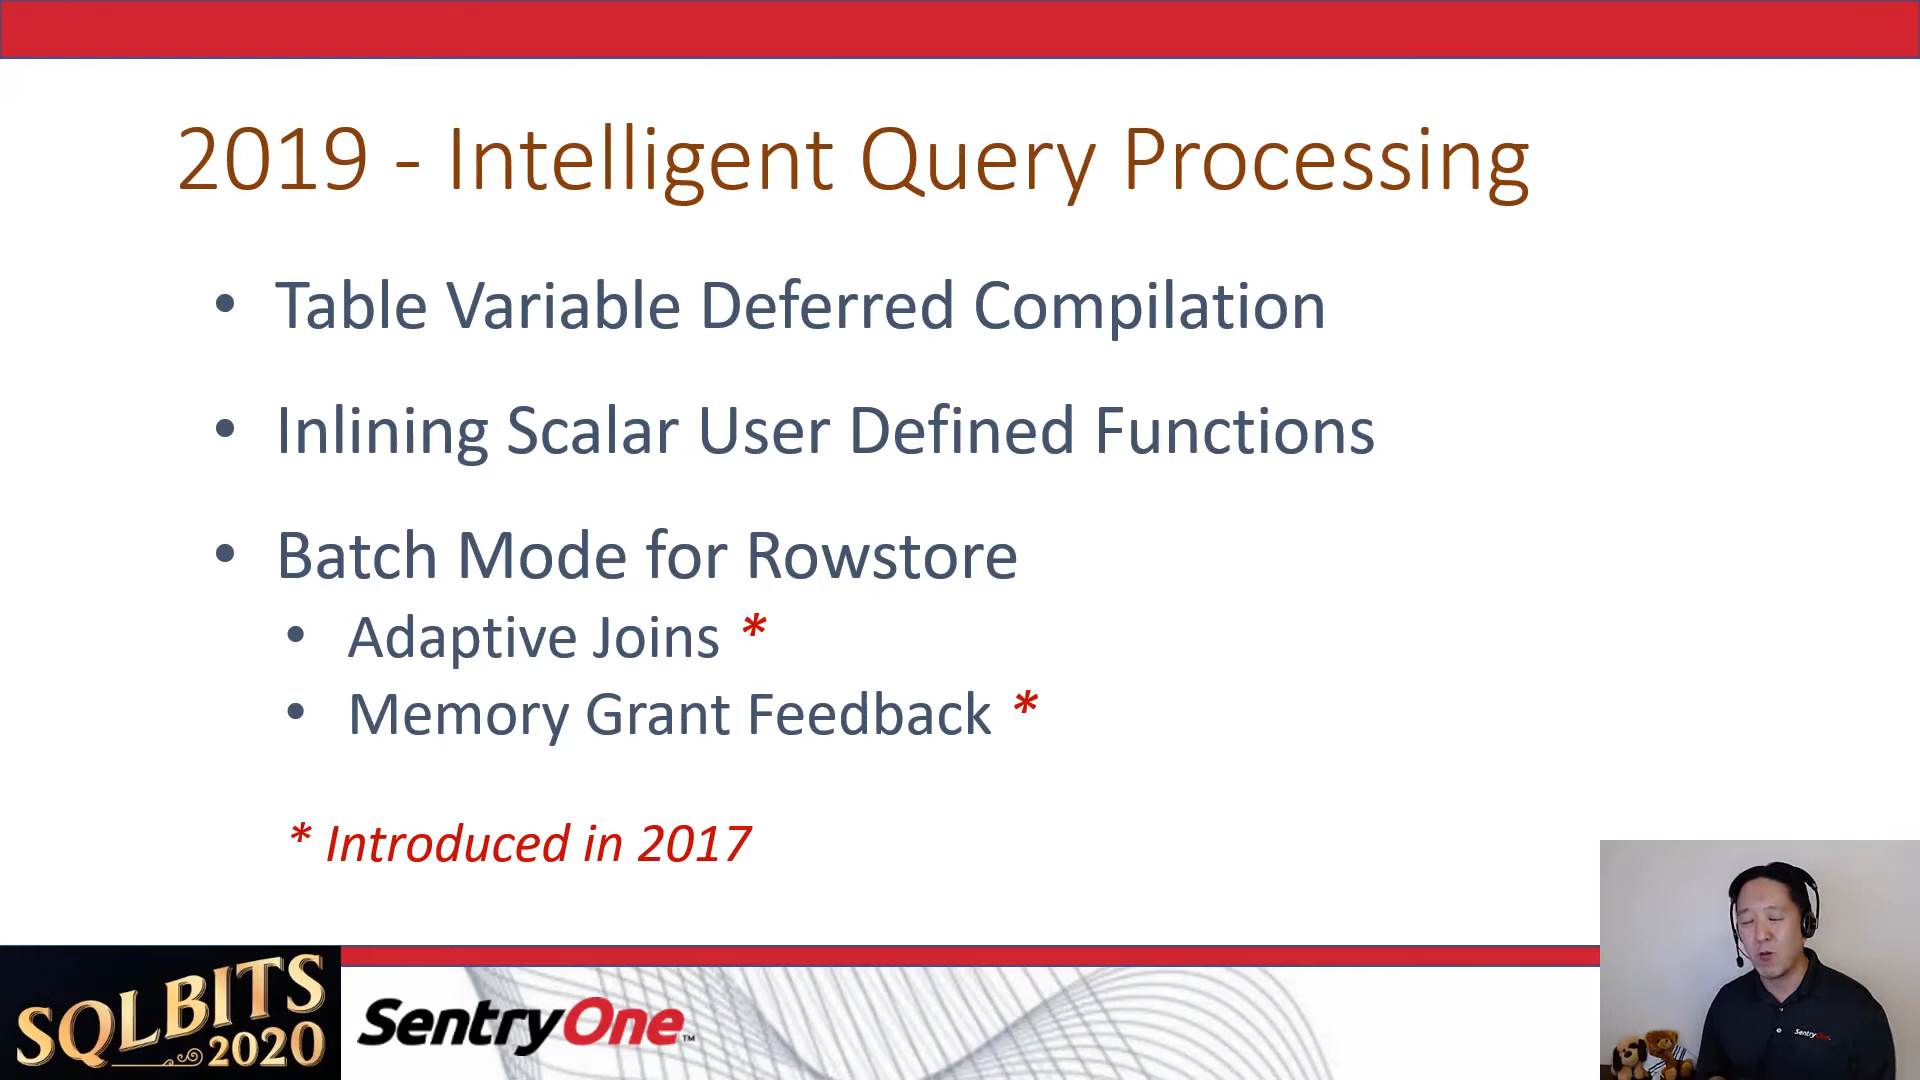 2019 - Intelligent Query Processing
• Table Variable Deferred Compilation
• Inlining Scalar User Defined Functions
• Batch Mode for Rowstore
• Adaptive Joins *
• Memory Grant Feedback *
* Introduced in 2017
SQLBITS
2020
SentryOne™
SentryOne